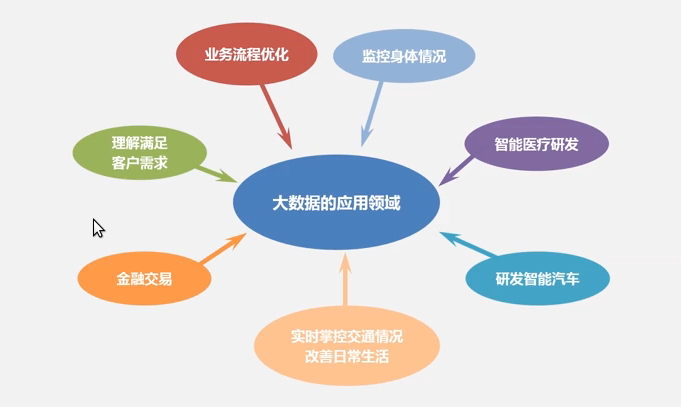 业务流程优化
监控身体情况
理解满足
客户需求
智能医疗研发
大数据的应用领域
金融交易
研发智能汽车
实时掌控交通情况
改善日常生活